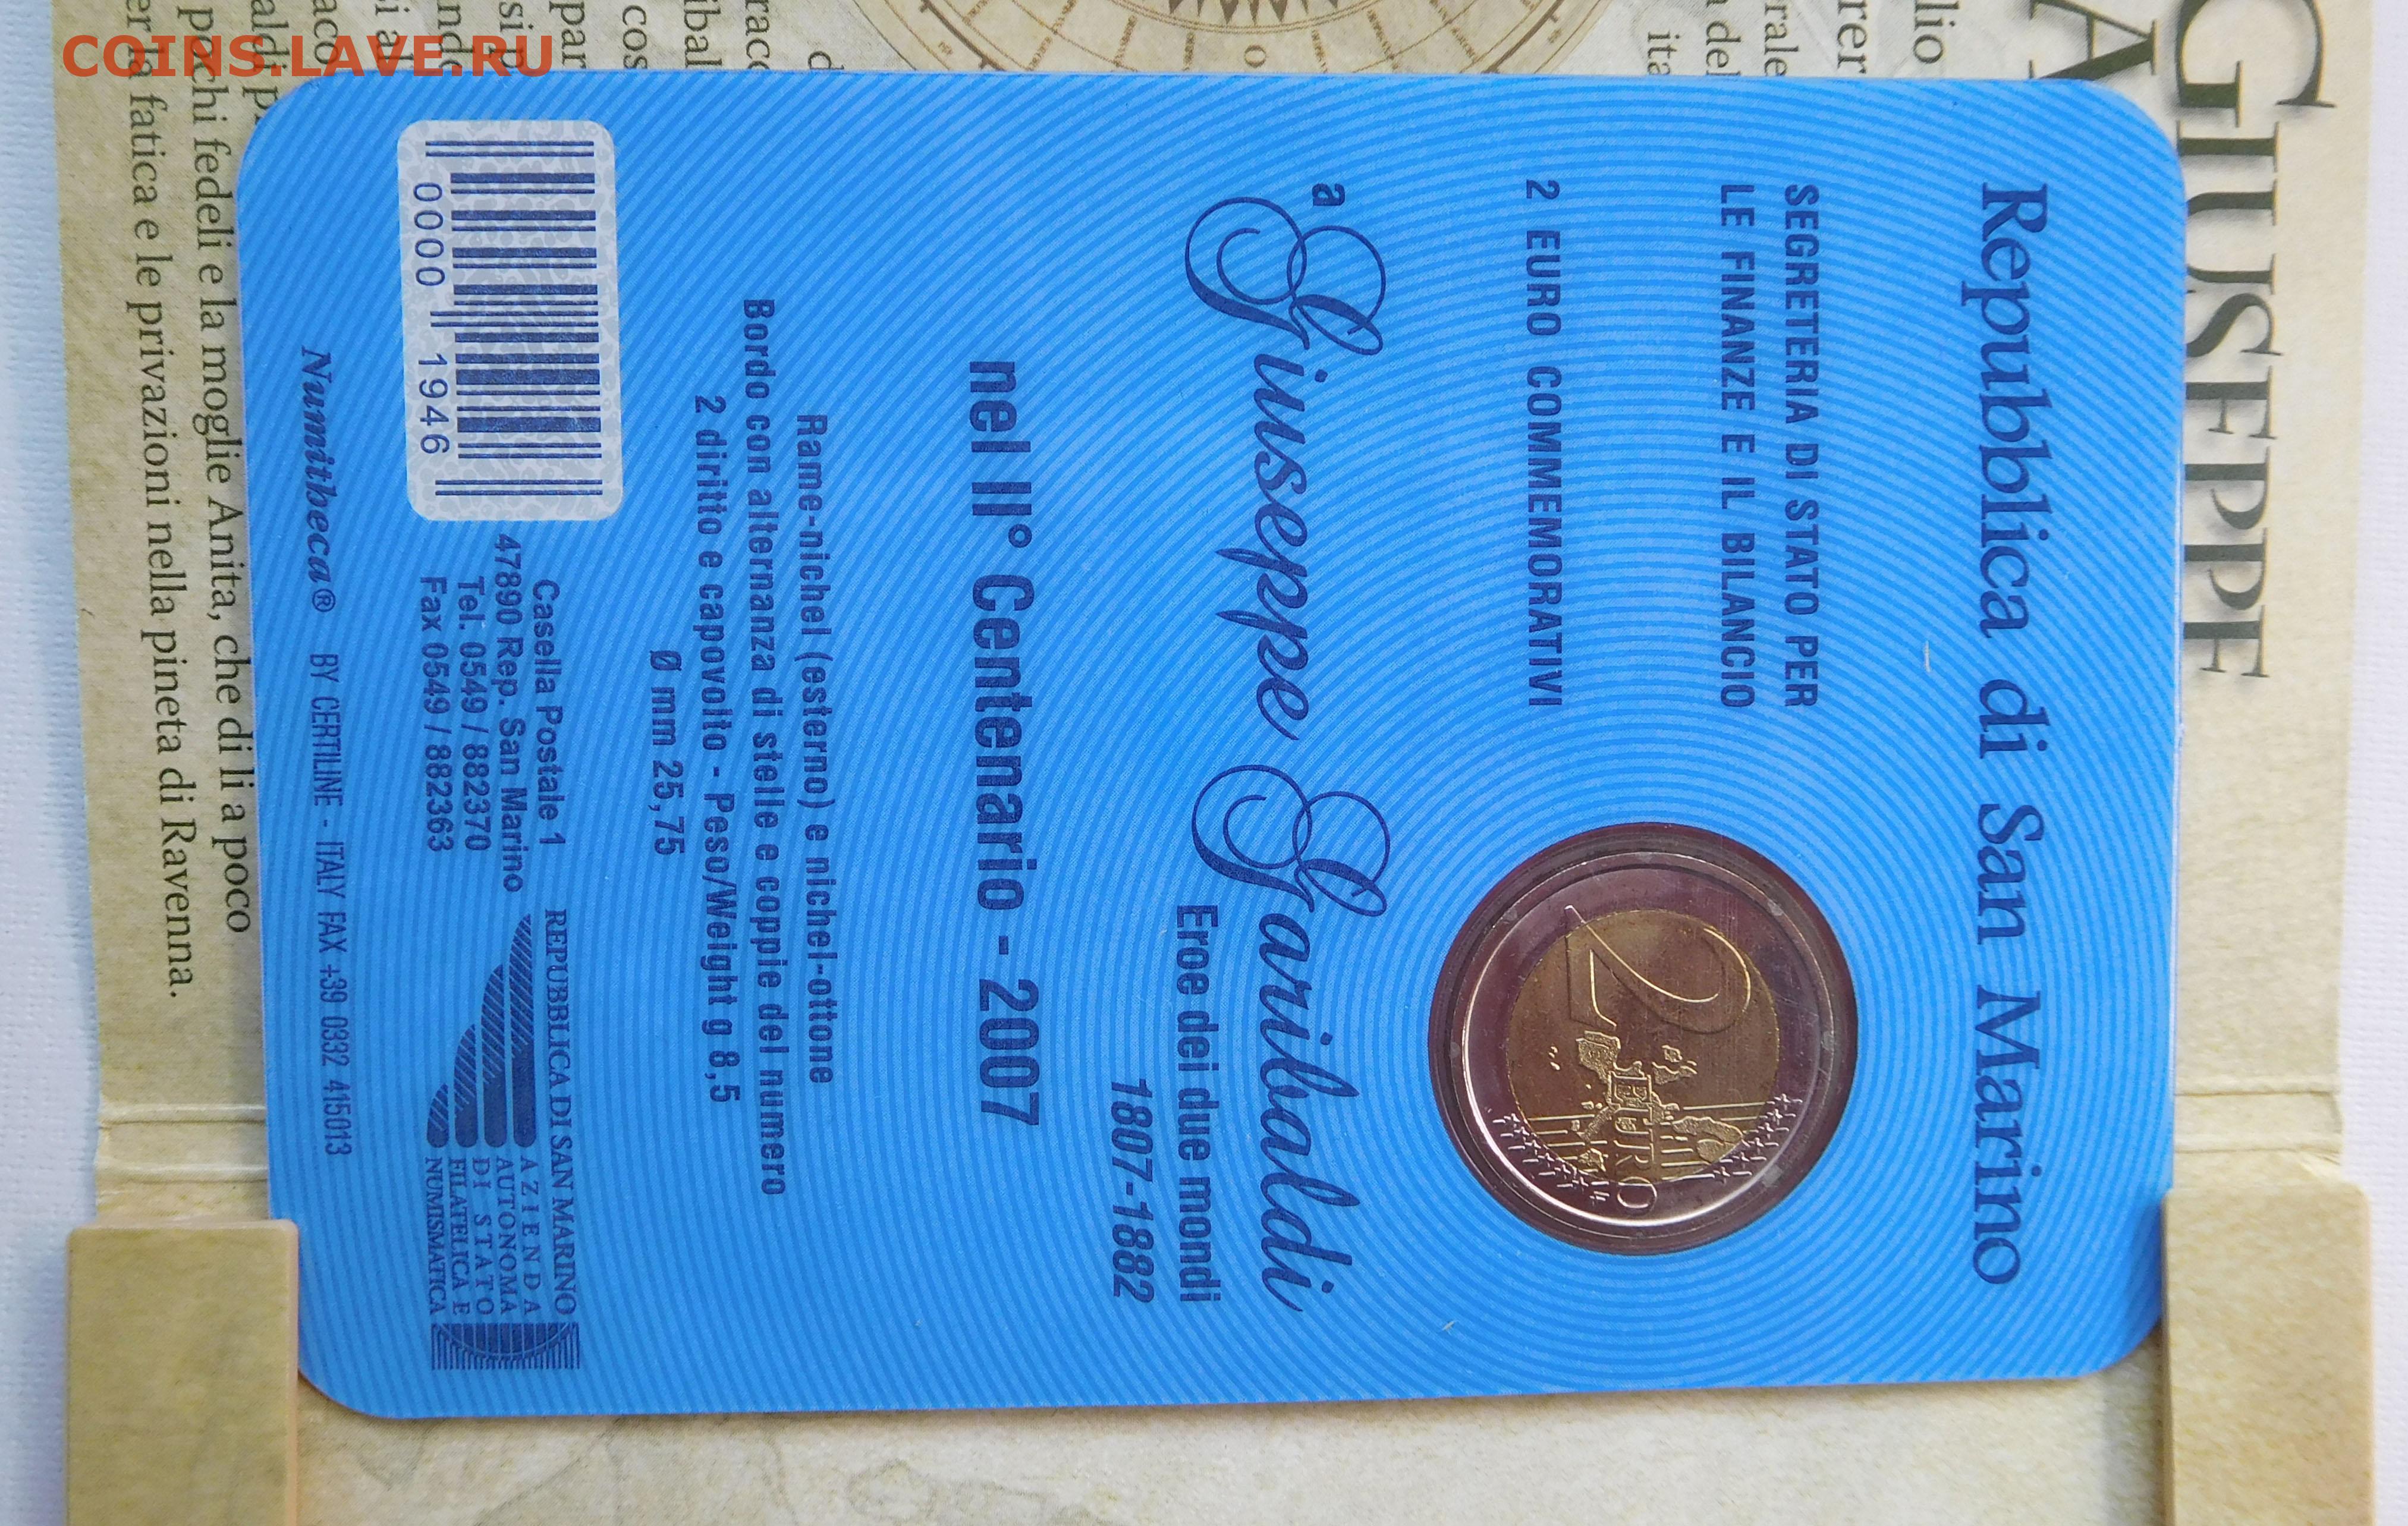 COINS.LAVE.RU
GIUSEPPE
Repubblica di San Marino
SEGRETERIA DI STATO PER
LE FINANZE E IL BILANCIO
2 EURO COMMEMORATIVI
2 EURO
a Giuseppe Garibaldi
Eroe dei due mondi
1807-1882
nel II° Centenario - 2007
Rame-nichel (esterno) e nichel-ottone
Bordo con alternanza di stelle e coppie del numero
2 diritto e capovolto - Peso/Weight g 8,5
Ø mm 25,75
0000 1946
Casella Postale 1
47890 Rep. San Marino
Tel. 0549 / 882370
Fax 0549 / 882363
REPUBBLICA DI SAN MARINO
AZIENDA
AUTONOMA
DI STATO
FILATELICA E
NUMISMATICA
Numitbeca® BY CERTILINE - ITALY FAX +39 0332 415013
che di lì a poco
pochi fedeli e la moglie Anita,
la fatica e le privazioni nella pineta di Ravenna.